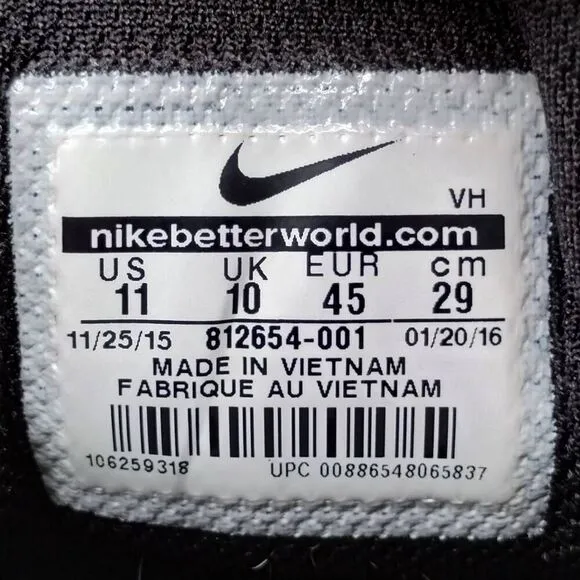 VH
nikebetterworld.com
US UK EUR cm
11 10 45 29
11/25/15 812654-001 01/20/16
MADE IN VIETNAM
FABRIQUE AU VIETNAM
106259318 UPC 00886548065837